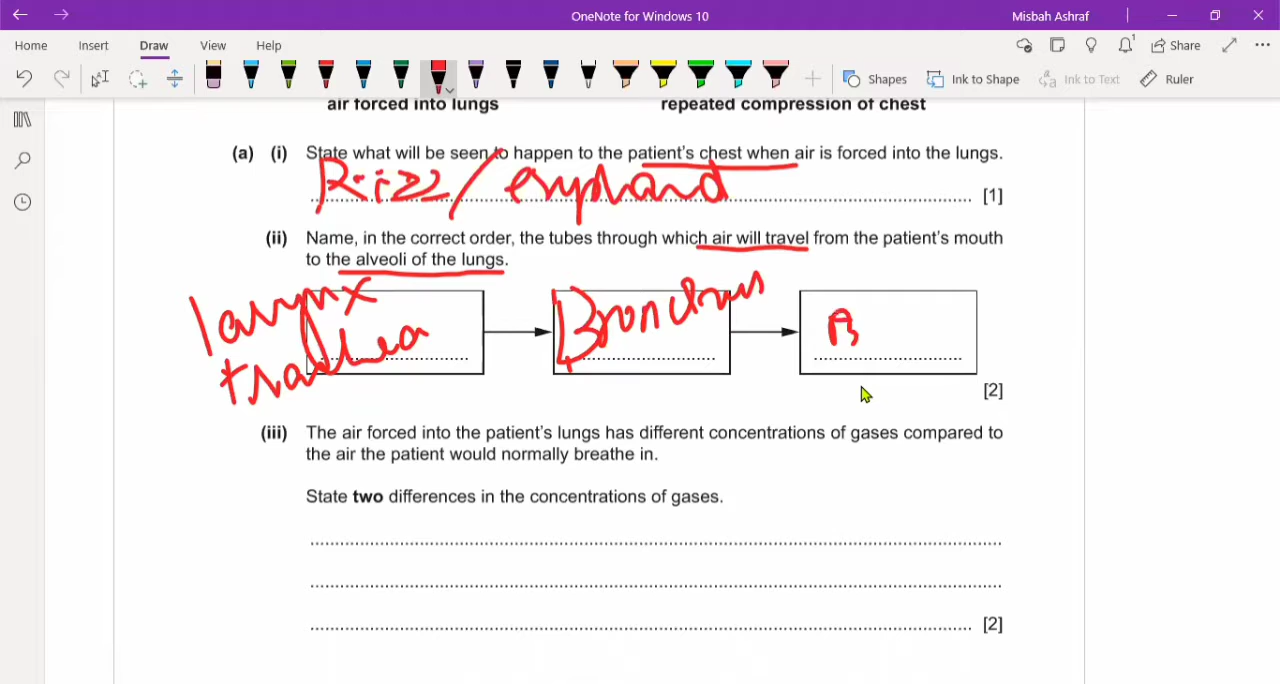 OneNote for Windows 10
Misbah Ashraf
Home Insert Draw View Help
1
Share
Shapes Ink to Shape Ink to Text Ruler
air forced into lungs repeated compression of chest
(a) (i) State what will be seen to happen to the patient's chest when air is forced into the lungs.
[1]
(ii) Name, in the correct order, the tubes through which air will travel from the patient's mouth
to the alveoli of the lungs.
larynx
trachea
Bronchus
B
[2]
(iii) The air forced into the patient's lungs has different concentrations of gases compared to
the air the patient would normally breathe in.
State two differences in the concentrations of gases.
[2]